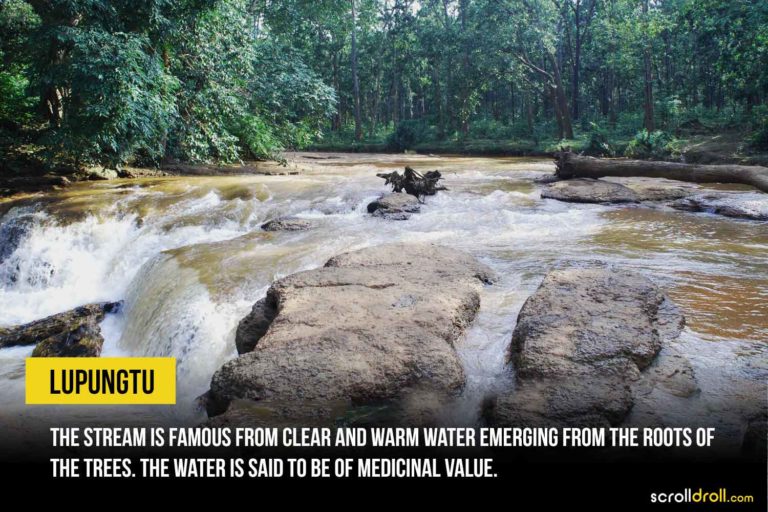 LUPUNGTU
THE STREAM IS FAMOUS FROM CLEAR AND WARM WATER EMERGING FROM THE ROOTS OF
THE TREES. THE WATER IS SAID TO BE OF MEDICINAL VALUE.
scrolldroll.com